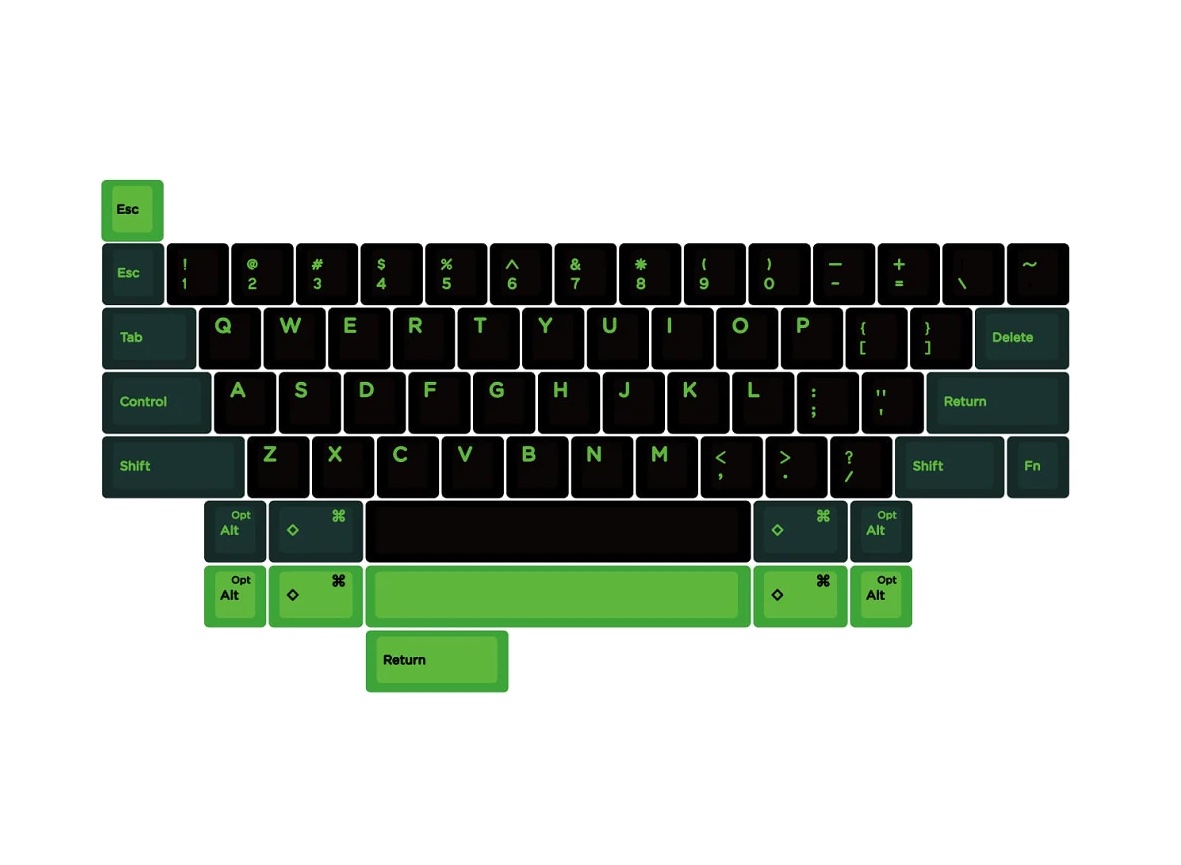 Esc
Esc ! 1 @ 2 # 3 $ 4 % 5 ^ 6 & 7 * 8 ( 9 ) 0 — - + = \ ~
Tab Q W E R T Y U I O P { [ } ] Delete
Control A S D F G H J K L : ; " ' Return
Shift Z X C V B N M < , > . ? / Shift Fn
Opt Alt ◇ ⌘ ◇ ⌘ Opt Alt
Opt Alt ◇ ⌘ ◇ ⌘ Opt Alt
Return